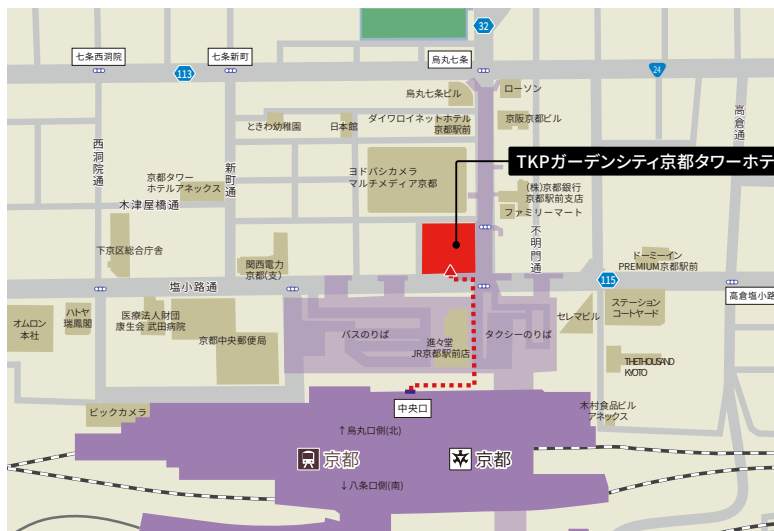 32
七条西洞院
七条新町
烏丸七条
113
24
烏丸七条ビル
ローソン
ダイワロイネットホテル
京都駅前
京阪京都ビル
ときわ幼稚園
日本館
高倉通
西洞院通
新町通
TKPガーデンシティ京都タワーホテ
ヨドバシカメラ
マルチメディア京都
京都タワー
ホテルアネックス
(株)京都銀行
京都駅前支店
木津屋橋通
ファミリーマート
不明門通
下京区総合庁舎
関西電力
京都(支)
ドーミーイン
PREMIUM京都駅前
塩小路通
115
高倉塩小路
ステーション
コートヤード
オムロン
本社
ハトヤ
瑞鳳閣
医療法人財団
康生会 武田病院
京都中央郵便局
バスのりば
進々堂
JR京都駅前店
タクシーのりば
セレマビル
THETHOUSAND
KYOTO
ビックカメラ
中央口
木村食品ビル
アネックス
↑烏丸口側(北)
京都
京都
↓八条口側(南)